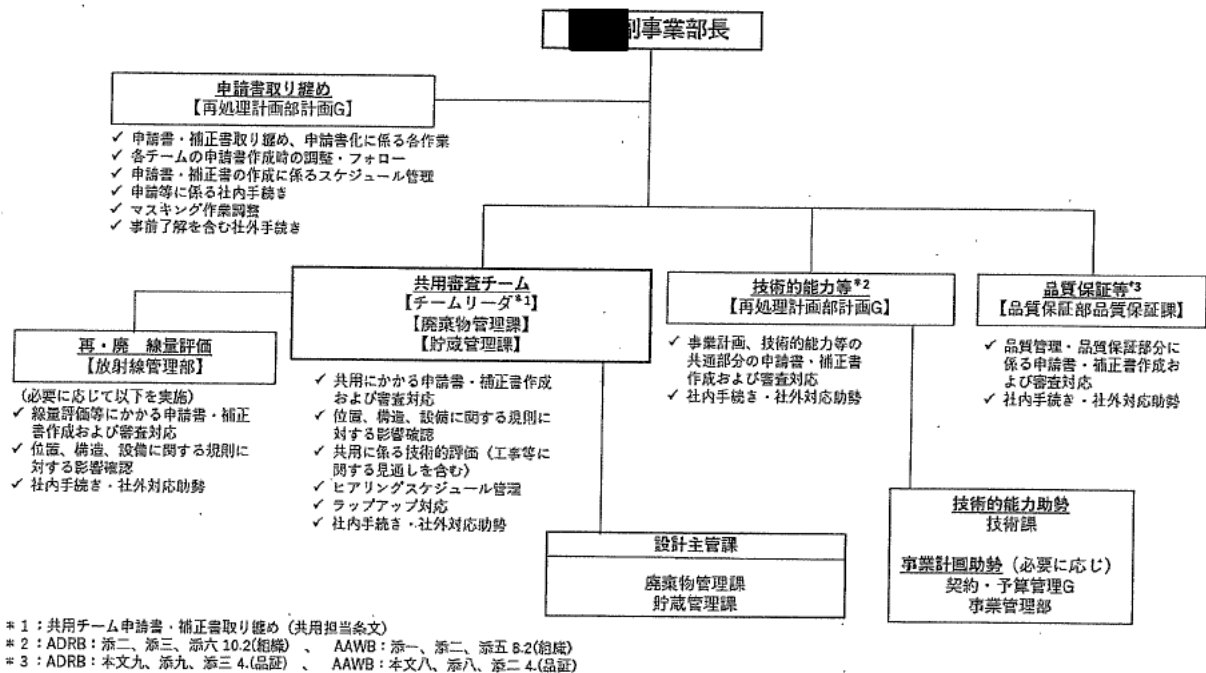 副事業部長
申請書取り纏め
【再処理計画部計画G】
✓ 申請書・補正書取り纏め、申請書化に係る各作業
✓ 各チームの申請書作成時の調整・フォロー
✓ 申請書・補正書の作成に係るスケジュール管理
✓ 申請等に係る社内手続き
✓ マスキング作業調整
✓ 事前了解を含む社外手続き
共用審査チーム
【チームリーダ*1】
【廃棄物管理課】
【貯蔵管理課】
✓ 共用にかかる申請書・補正書作成
および審査対応
✓ 位置、構造、設備に関する規則に
対する影響確認
✓ 共用に係る技術的評価（工事等に
関する見通しを含む）
✓ ヒアリングスケジュール管理
✓ ラップアップ対応
✓ 社内手続き・社外対応助勢
技術的能力等*2
【再処理計画部計画G】
✓ 事業計画、技術的能力等の
共通部分の申請書・補正書
作成および審査対応
✓ 社内手続き・社外対応助勢
品質保証等*3
【品質保証部品質保証課】
✓ 品質管理・品質保証部分に
係る申請書・補正書作成お
よび審査対応
✓ 社内手続き・社外対応助勢
再・廃 線量評価
【放射線管理部】
(必要に応じて以下を実施)
✓ 線量評価等にかかる申請書・補正
書作成および審査対応
✓ 位置、構造、設備に関する規則に
対する影響確認
✓ 社内手続き・社外対応助勢
設計主管課
廃棄物管理課
貯蔵管理課
技術的能力助勢
技術課
事業計画助勢（必要に応じ）
契約・予算管理G
事業管理部
*1：共用チーム申請書・補正書取り纏め（共用担当条文）
*2：ADRB：添二、添三、添六 10.2(組織) 、 AAWB：添一、添二、添五 8.2(組織)
*3：ADRB：本文九、添九、添三 4.(品証) 、 AAWB：本文八、添八、添二 4.(品証)